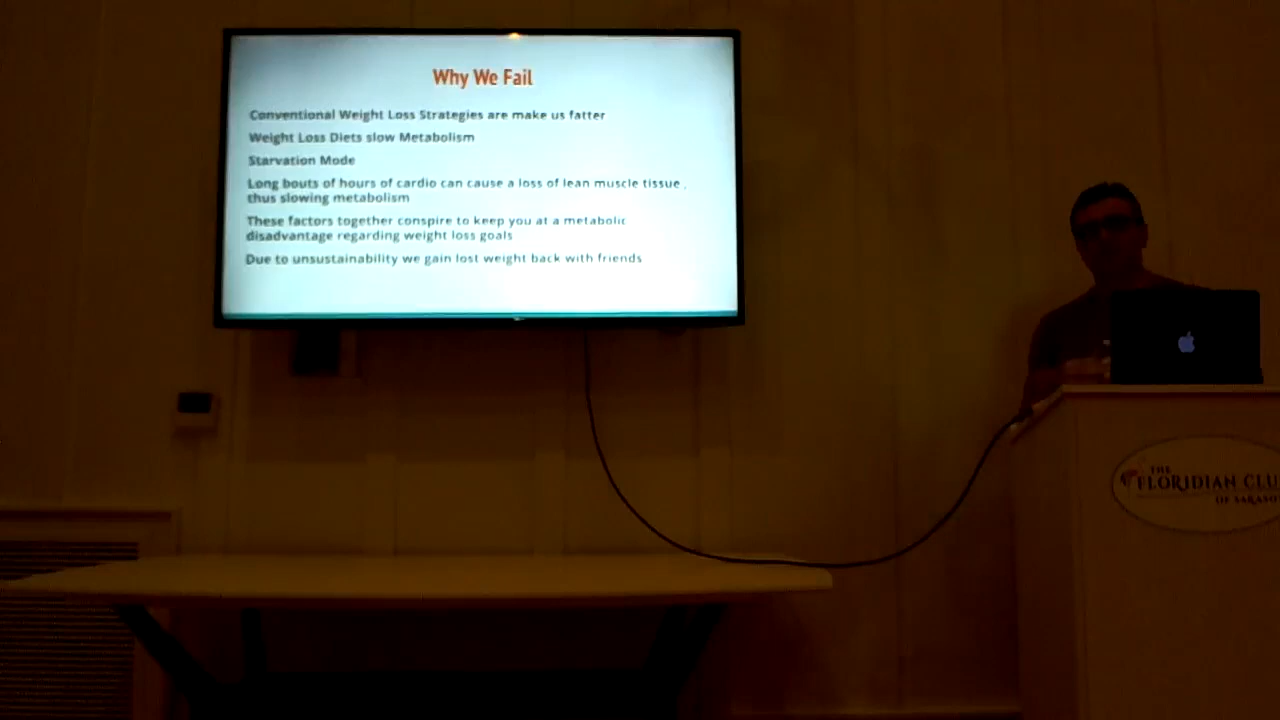 Why We Fail
Conventional Weight Loss Strategies are make us fatter
Weight Loss Diets slow Metabolism
Starvation Mode
Long bouts of hours of cardio can cause a loss of lean muscle tissue ,
thus slowing metabolism
These factors together conspire to keep you at a metabolic
disadvantage regarding weight loss goals
Due to unsustainability we gain lost weight back with friends
THE
FLORIDIAN CLU
OF SARASO